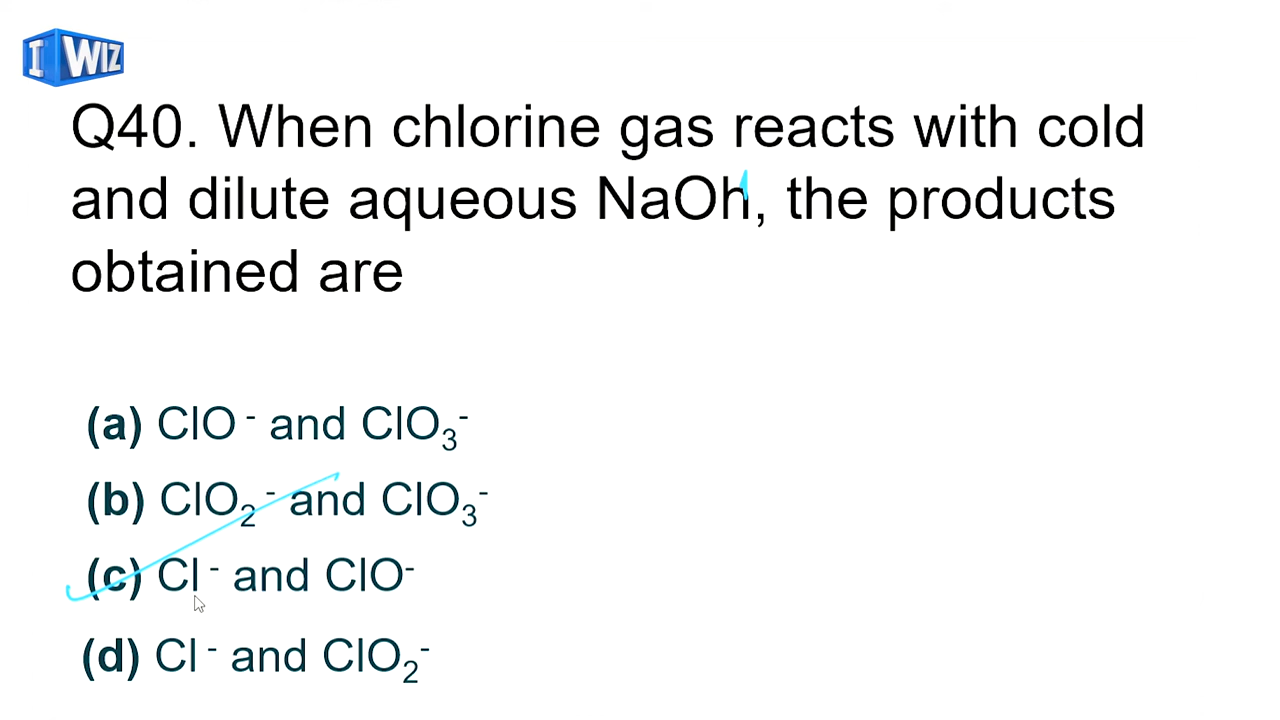 I WIZ
Q40. When chlorine gas reacts with cold
and dilute aqueous NaOh, the products
obtained are
(a) ClO⁻ and ClO₃⁻
(b) ClO₂⁻ and ClO₃⁻
(c) Cl⁻ and ClO⁻
(d) Cl⁻ and ClO₂⁻